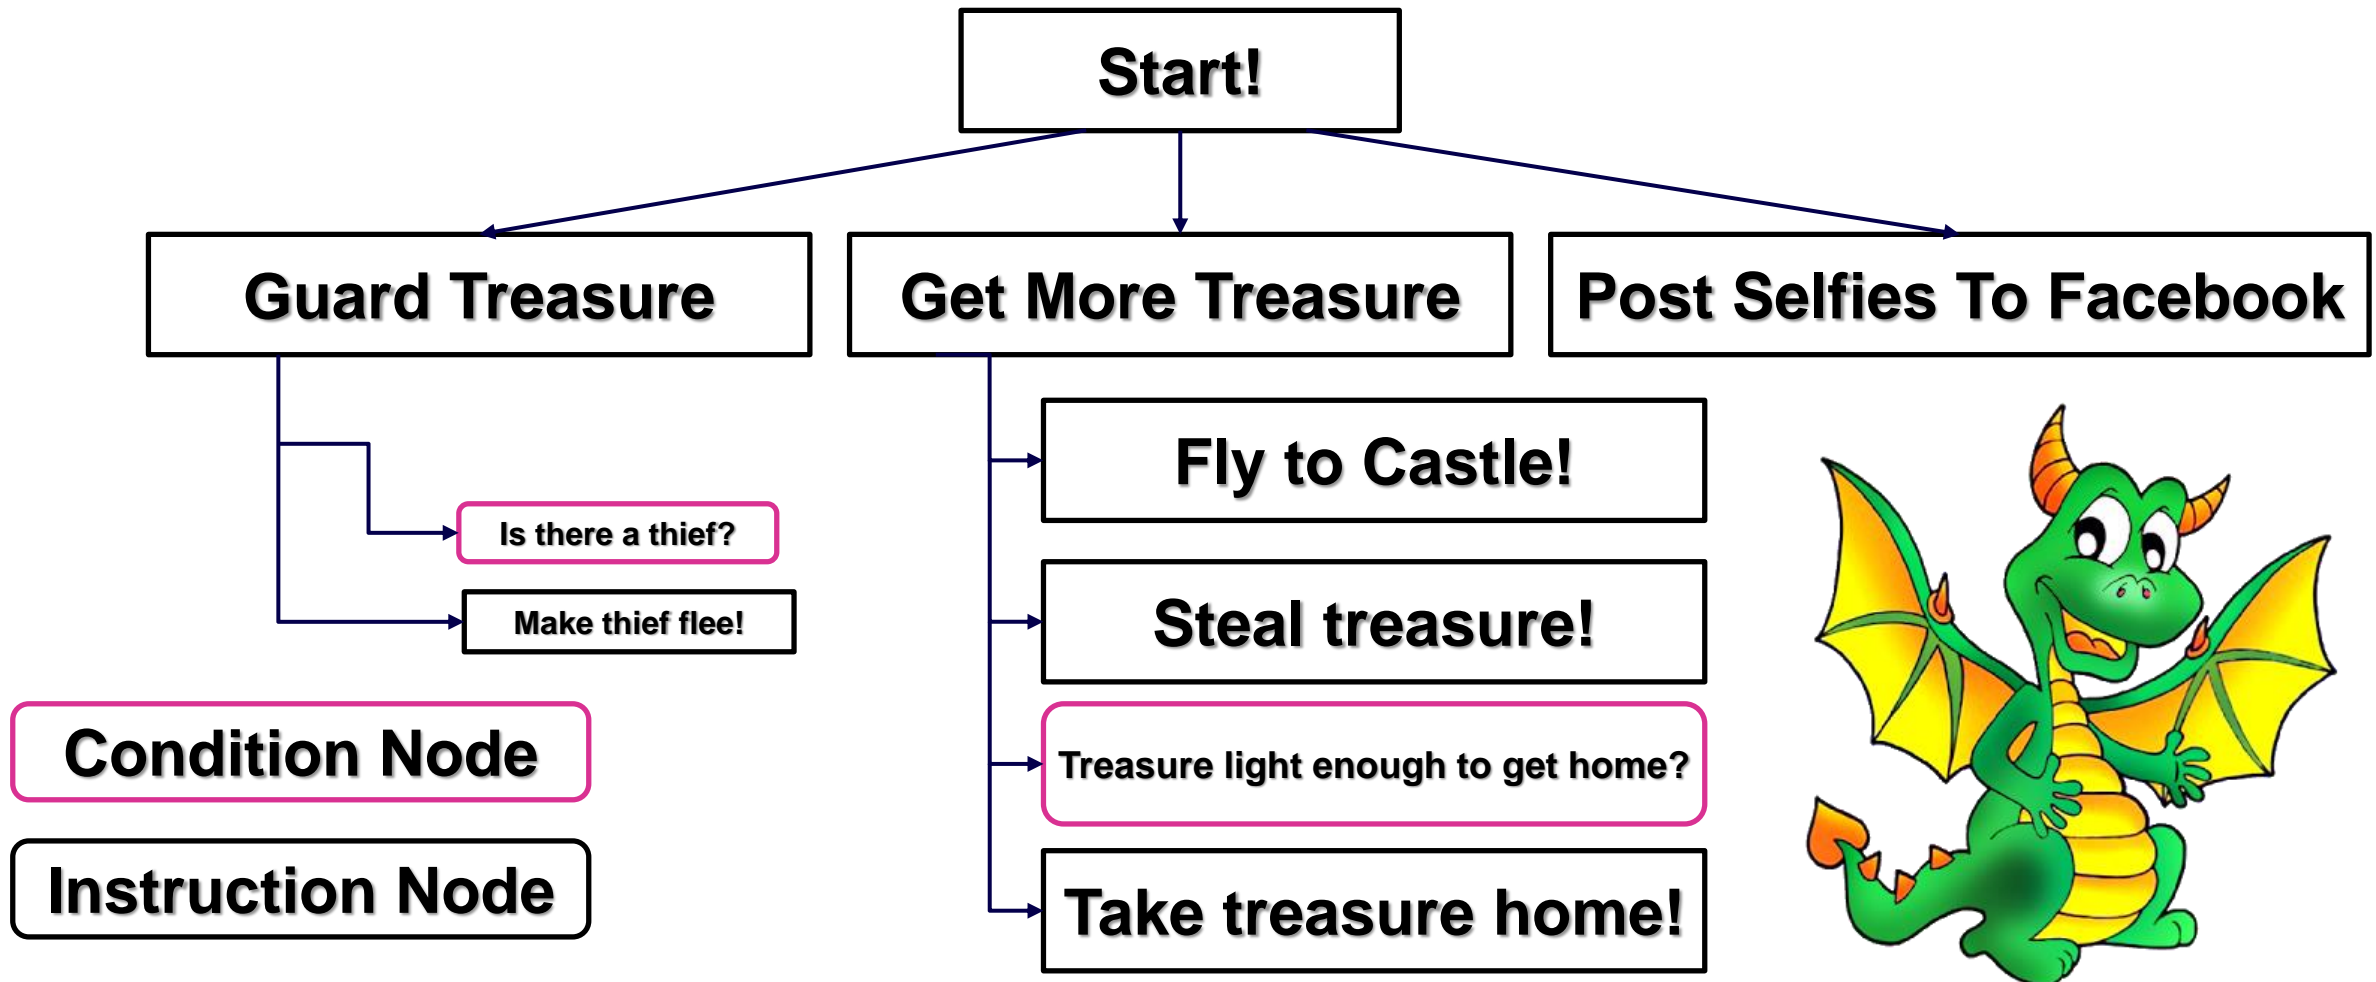 Start!
Guard Treasure
Get More Treasure
Post Selfies To Facebook
Is there a thief?
Make thief flee!
Fly to Castle!
Steal treasure!
Treasure light enough to get home?
Take treasure home!
Condition Node
Instruction Node